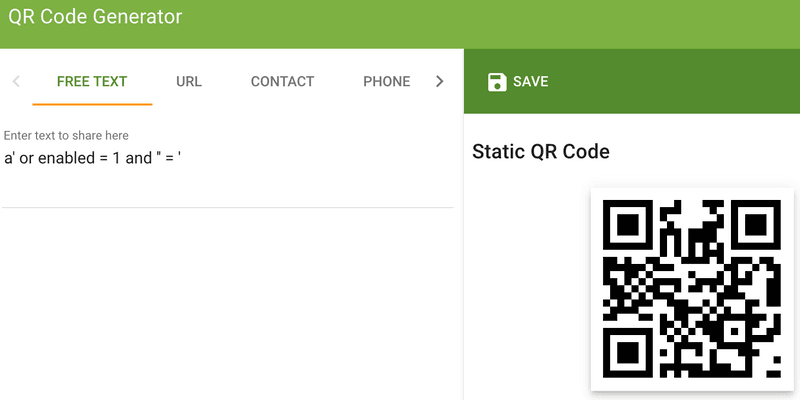 QR Code Generator
FREE TEXT URL CONTACT PHONE
SAVE
Enter text to share here
a' or enabled = 1 and '' = '
Static QR Code